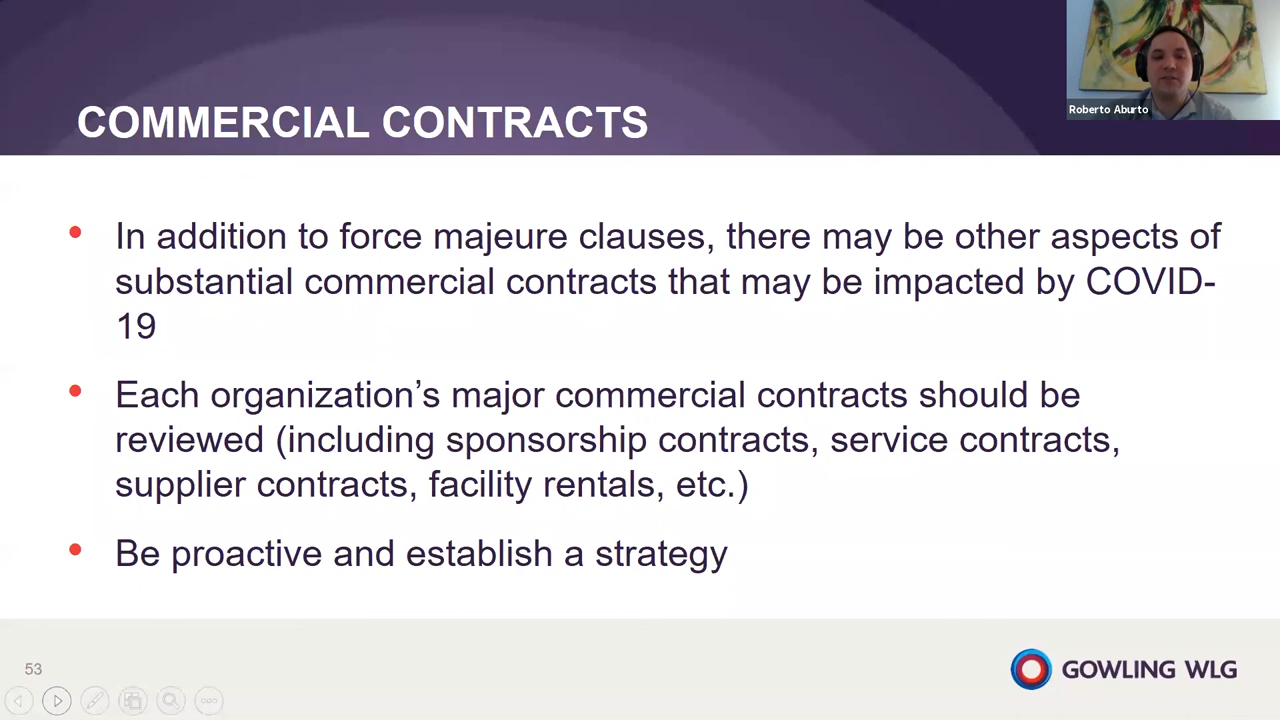 COMMERCIAL CONTRACTS
Roberto Aburto
• In addition to force majeure clauses, there may be other aspects of
substantial commercial contracts that may be impacted by COVID-
19
• Each organization’s major commercial contracts should be
reviewed (including sponsorship contracts, service contracts,
supplier contracts, facility rentals, etc.)
• Be proactive and establish a strategy
53
GOWLING WLG